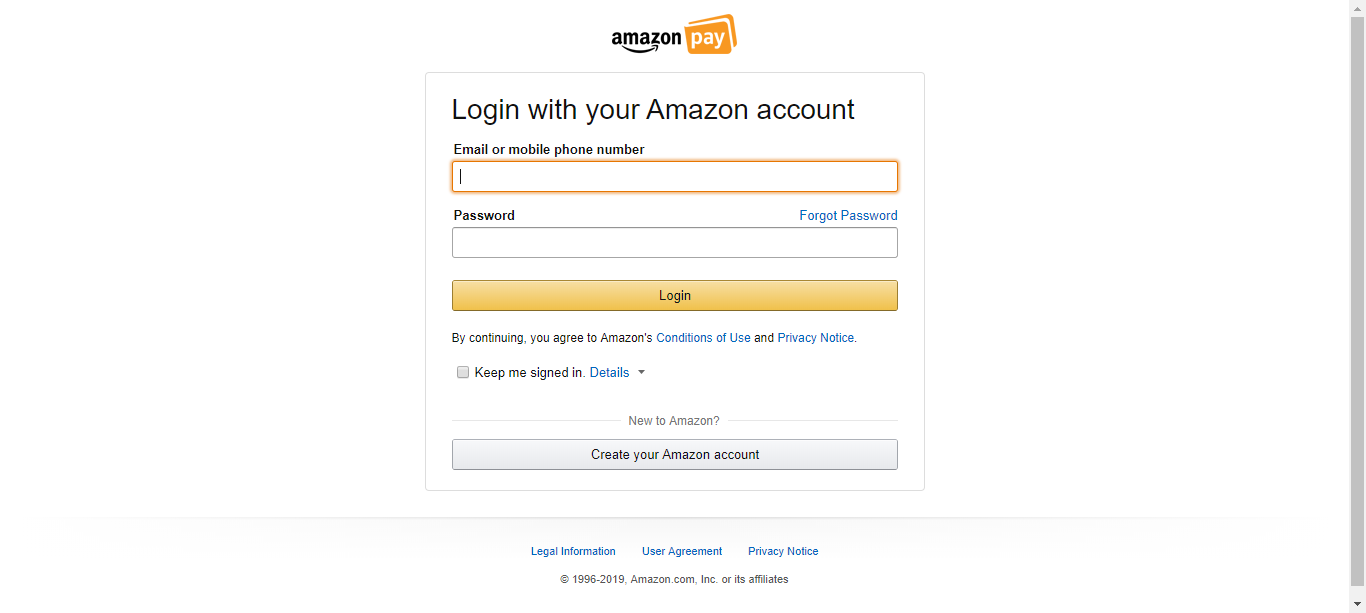 amazon pay
Login with your Amazon account
Email or mobile phone number
Password Forgot Password
Login
By continuing, you agree to Amazon's Conditions of Use and Privacy Notice.
Keep me signed in. Details
New to Amazon?
Create your Amazon account
Legal Information User Agreement Privacy Notice
© 1996-2019, Amazon.com, Inc. or its affiliates